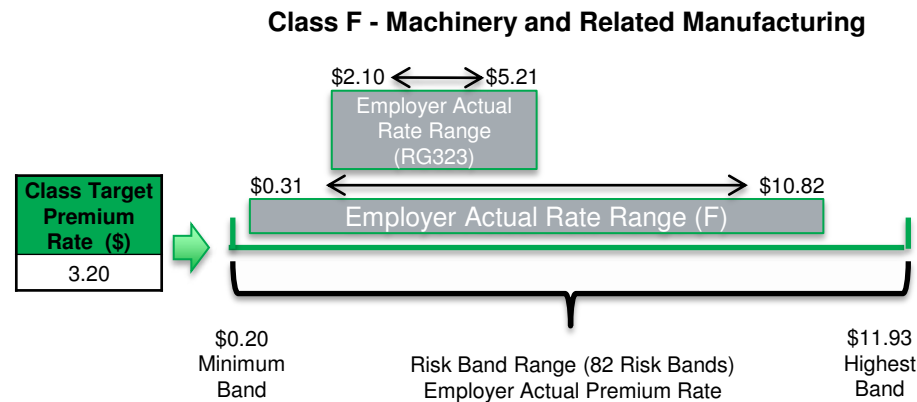 Class F - Machinery and Related Manufacturing
$2.10 $5.21
Employer Actual
Rate Range
(RG323)
$0.31 $10.82
Employer Actual Rate Range (F)
Class Target
Premium
Rate ($)
3.20
$0.20
Minimum
Band
Risk Band Range (82 Risk Bands)
Employer Actual Premium Rate
$11.93
Highest
Band